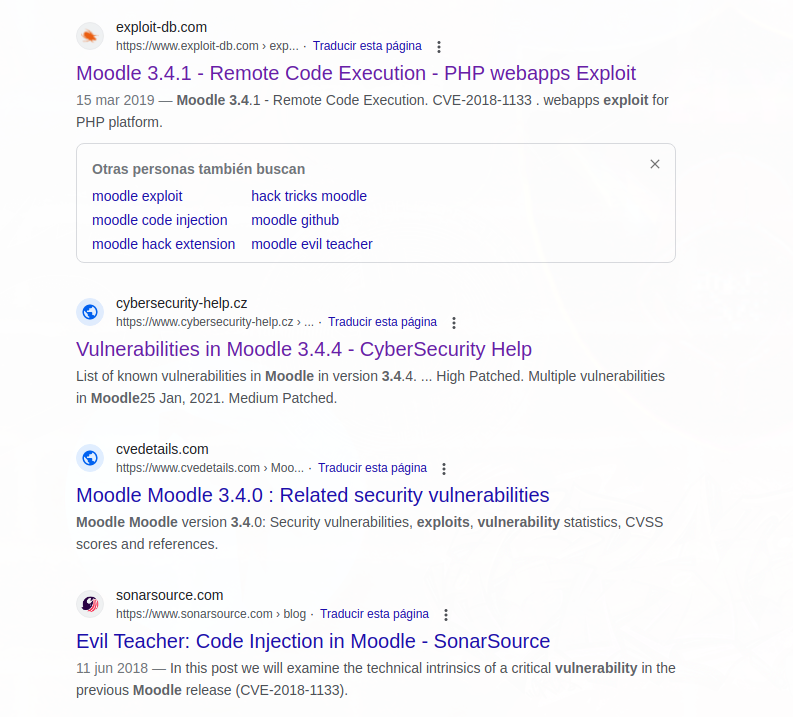 exploit-db.com
https://www.exploit-db.com › exp... · Traducir esta página
Moodle 3.4.1 - Remote Code Execution - PHP webapps Exploit
15 mar 2019 — Moodle 3.4.1 - Remote Code Execution. CVE-2018-1133 . webapps exploit for
PHP platform.
Otras personas también buscan
moodle exploit hack tricks moodle
moodle code injection moodle github
moodle hack extension moodle evil teacher
cybersecurity-help.cz
https://www.cybersecurity-help.cz › ... · Traducir esta página
Vulnerabilities in Moodle 3.4.4 - CyberSecurity Help
List of known vulnerabilities in Moodle in version 3.4.4. ... High Patched. Multiple vulnerabilities
in Moodle25 Jan, 2021. Medium Patched.
cvedetails.com
https://www.cvedetails.com › Moo... · Traducir esta página
Moodle Moodle 3.4.0 : Related security vulnerabilities
Moodle Moodle version 3.4.0: Security vulnerabilities, exploits, vulnerability statistics, CVSS
scores and references.
sonarsource.com
https://www.sonarsource.com › blog · Traducir esta página
Evil Teacher: Code Injection in Moodle - SonarSource
11 jun 2018 — In this post we will examine the technical intrinsics of a critical vulnerability in the
previous Moodle release (CVE-2018-1133).